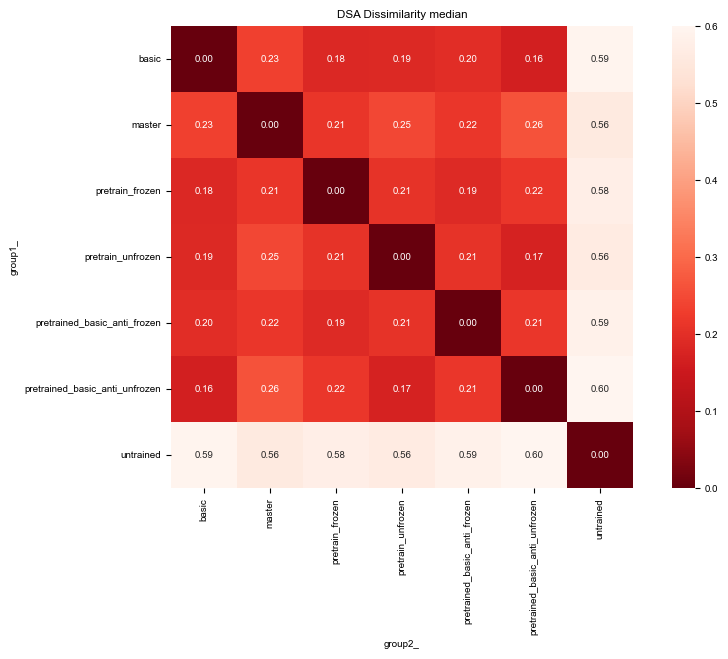 DSA Dissimilarity median
basic 0.00 0.23 0.18 0.19 0.20 0.16 0.59
master 0.23 0.00 0.21 0.25 0.22 0.26 0.56
pretrain_frozen 0.18 0.21 0.00 0.21 0.19 0.22 0.58
pretrain_unfrozen 0.19 0.25 0.21 0.00 0.21 0.17 0.56
pretrained_basic_anti_frozen 0.20 0.22 0.19 0.21 0.00 0.21 0.59
pretrained_basic_anti_unfrozen 0.16 0.26 0.22 0.17 0.21 0.00 0.60
untrained 0.59 0.56 0.58 0.56 0.59 0.60 0.00
group1_
basic
master
pretrain_frozen
pretrain_unfrozen
pretrained_basic_anti_frozen
pretrained_basic_anti_unfrozen
untrained
group2_
0.6
0.5
0.4
0.3
0.2
0.1
0.0